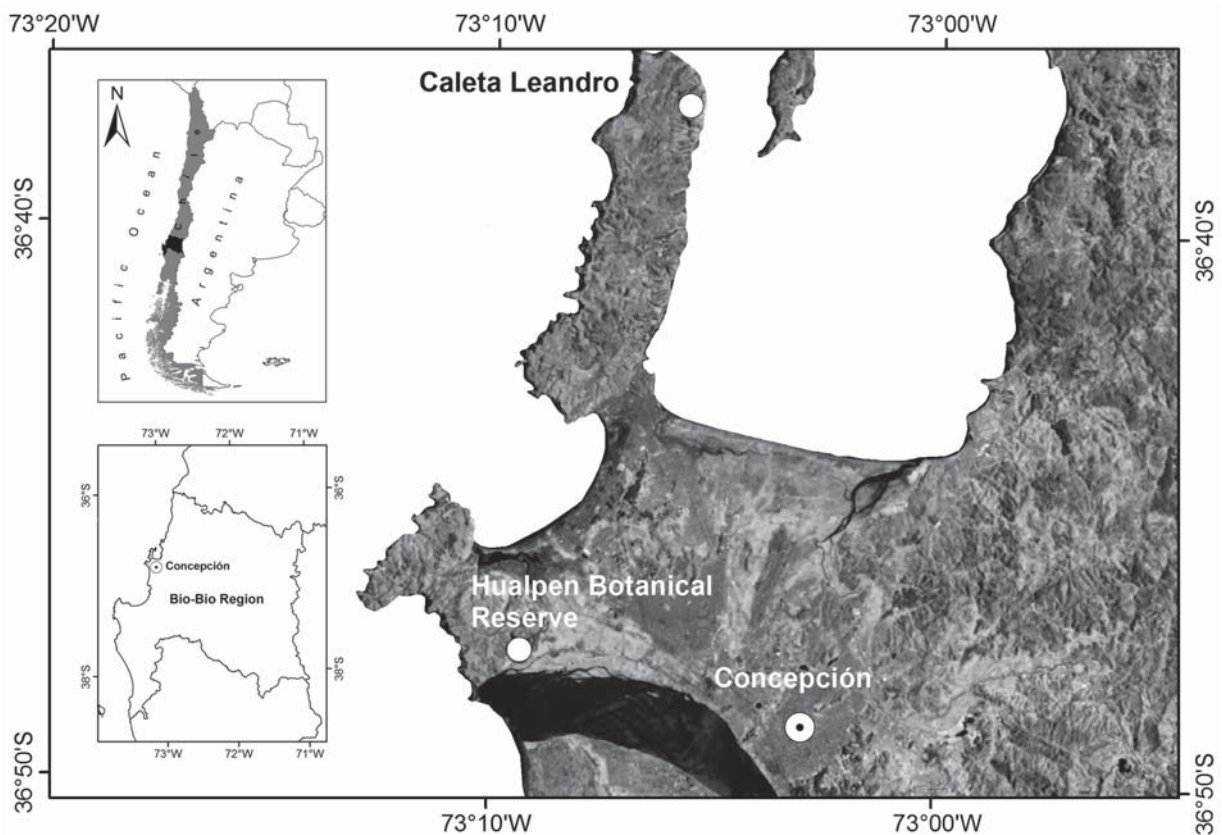 73°20'W
73°10'W
73°00'W
Caleta Leandro
N
Pacific Ocean
Chile
Argentina
36°40'S
36°40'S
73°W
72°W
71°W
36°S
36°S
Concepción
Bio-Bio Region
38°S
38°S
73°W
72°W
71°W
Hualpen Botanical
Reserve
Concepción
36°50'S
36°50'S
73°10'W
73°00'W